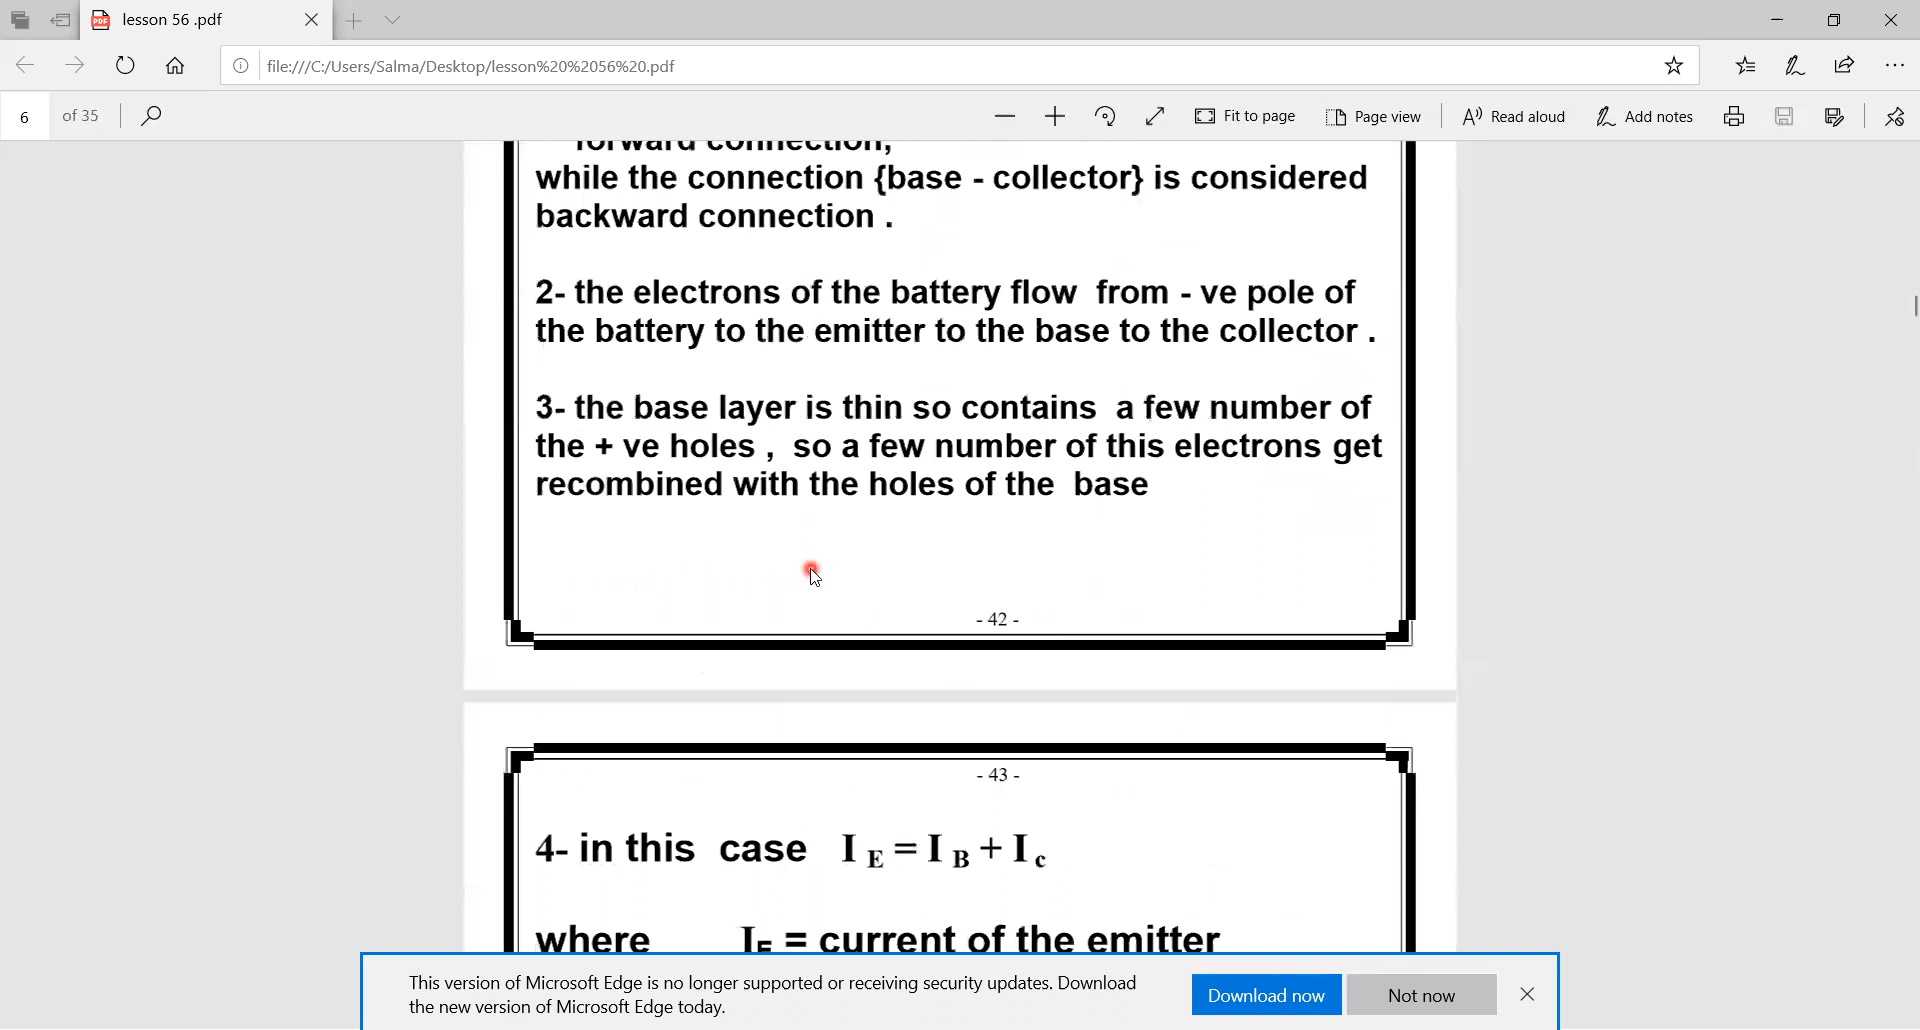 lesson 56 .pdf
file:///C:/Users/Salma/Desktop/lesson%20%2056%20.pdf
6 of 35
Fit to page
Page view
Read aloud
Add notes
forward connection,
while the connection {base - collector} is considered
backward connection .
2- the electrons of the battery flow from - ve pole of
the battery to the emitter to the base to the collector .
3- the base layer is thin so contains a few number of
the + ve holes , so a few number of this electrons get
recombined with the holes of the base
- 42 -
- 43 -
4- in this case I E = I B + I c
where IE = current of the emitter
This version of Microsoft Edge is no longer supported or receiving security updates. Download
the new version of Microsoft Edge today.
Download now
Not now